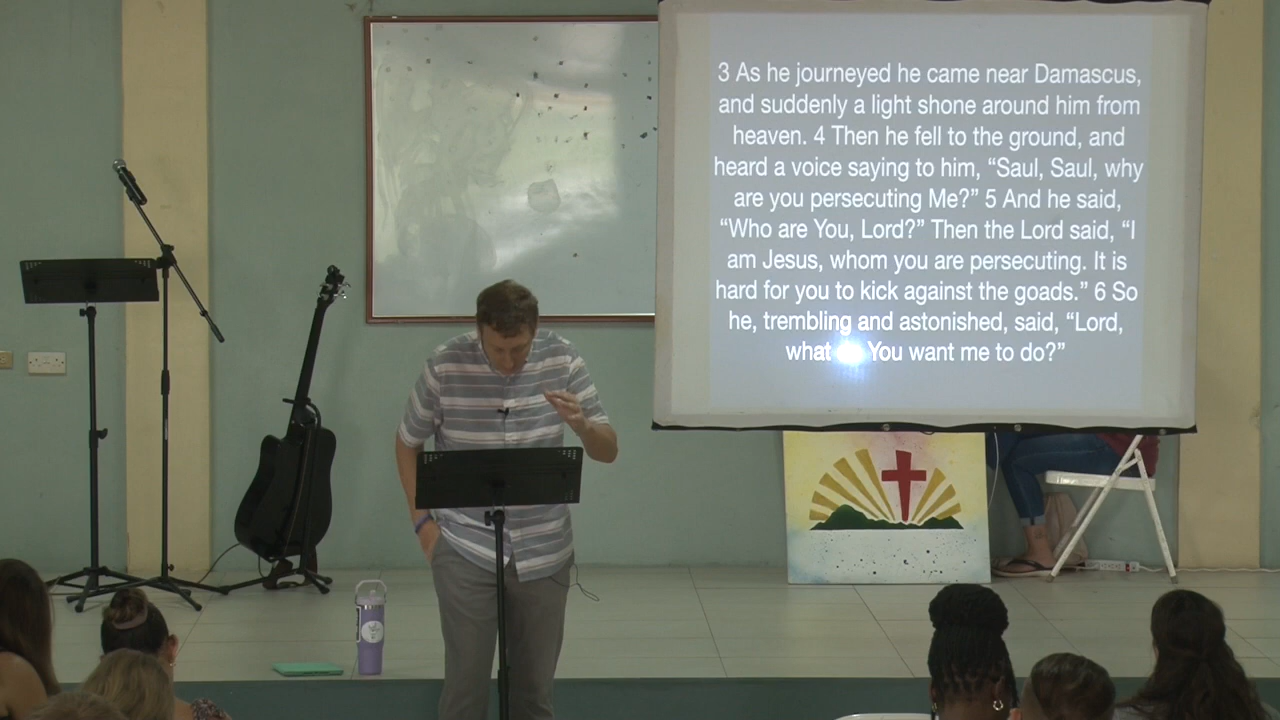 3 As he journeyed he came near Damascus,
and suddenly a light shone around him from
heaven. 4 Then he fell to the ground, and
heard a voice saying to him, “Saul, Saul, why
are you persecuting Me?” 5 And he said,
“Who are You, Lord?” Then the Lord said, “I
am Jesus, whom you are persecuting. It is
hard for you to kick against the goads.” 6 So
he, trembling and astonished, said, “Lord,
what You want me to do?”